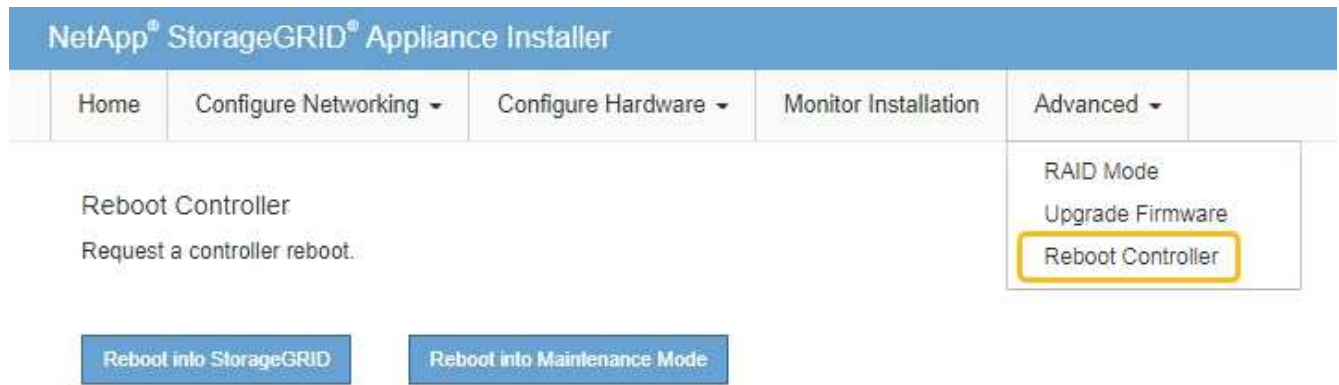 NetApp® StorageGRID® Appliance Installer
Home Configure Networking Configure Hardware Monitor Installation Advanced
RAID Mode
Upgrade Firmware
Reboot Controller
Reboot Controller
Request a controller reboot.
Reboot into StorageGRID Reboot into Maintenance Mode